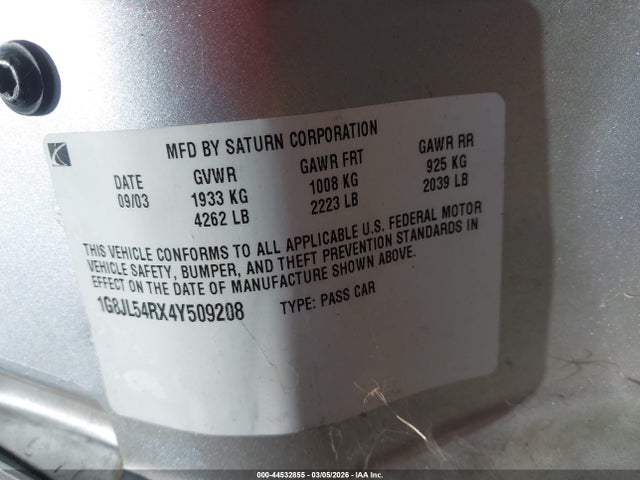 MFD BY SATURN CORPORATION
DATE GVWR GAWR FRT GAWR RR
09/03 1933 KG 1008 KG 925 KG
4262 LB 2223 LB 2039 LB
THIS VEHICLE CONFORMS TO ALL APPLICABLE U.S. FEDERAL MOTOR
VEHICLE SAFETY, BUMPER, AND THEFT PREVENTION STANDARDS IN
EFFECT ON THE DATE OF MANUFACTURE SHOWN ABOVE.
1G8JL54RX4Y509208 TYPE: PASS CAR
000-44532855 | 03/05/2026 | IAA Inc.